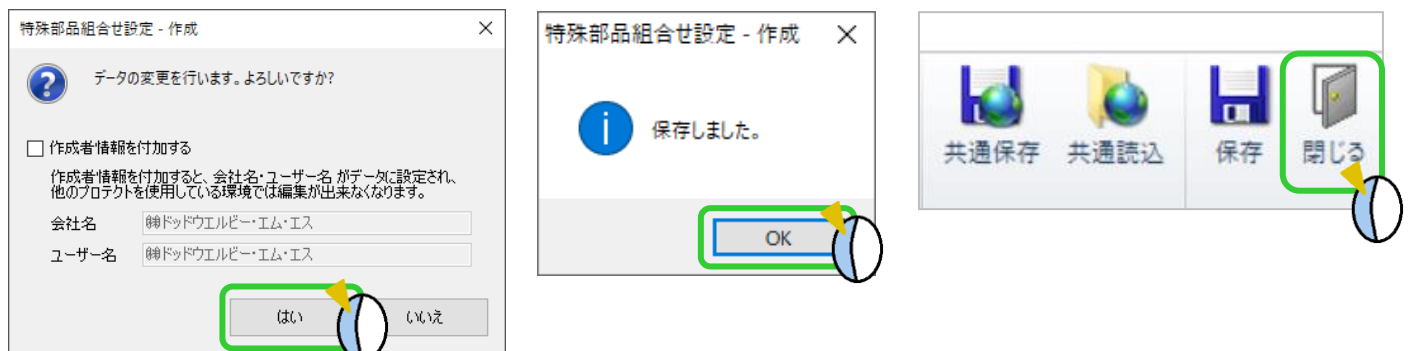 特殊部品組合せ設定 - 作成
データの変更を行います。よろしいですか?
作成者情報を付加する
作成者情報を付加すると、会社名・ユーザー名 がデータに設定され、
他のプロテクトを使用している環境では編集が出来なくなります。
会社名 ㈱ドッドウエルビー・エム・エス
ユーザー名 ㈱ドッドウエルビー・エム・エス
はい いいえ
特殊部品組合せ設定 - 作成
保存しました。
OK
共通保存 共通読込 保存 閉じる